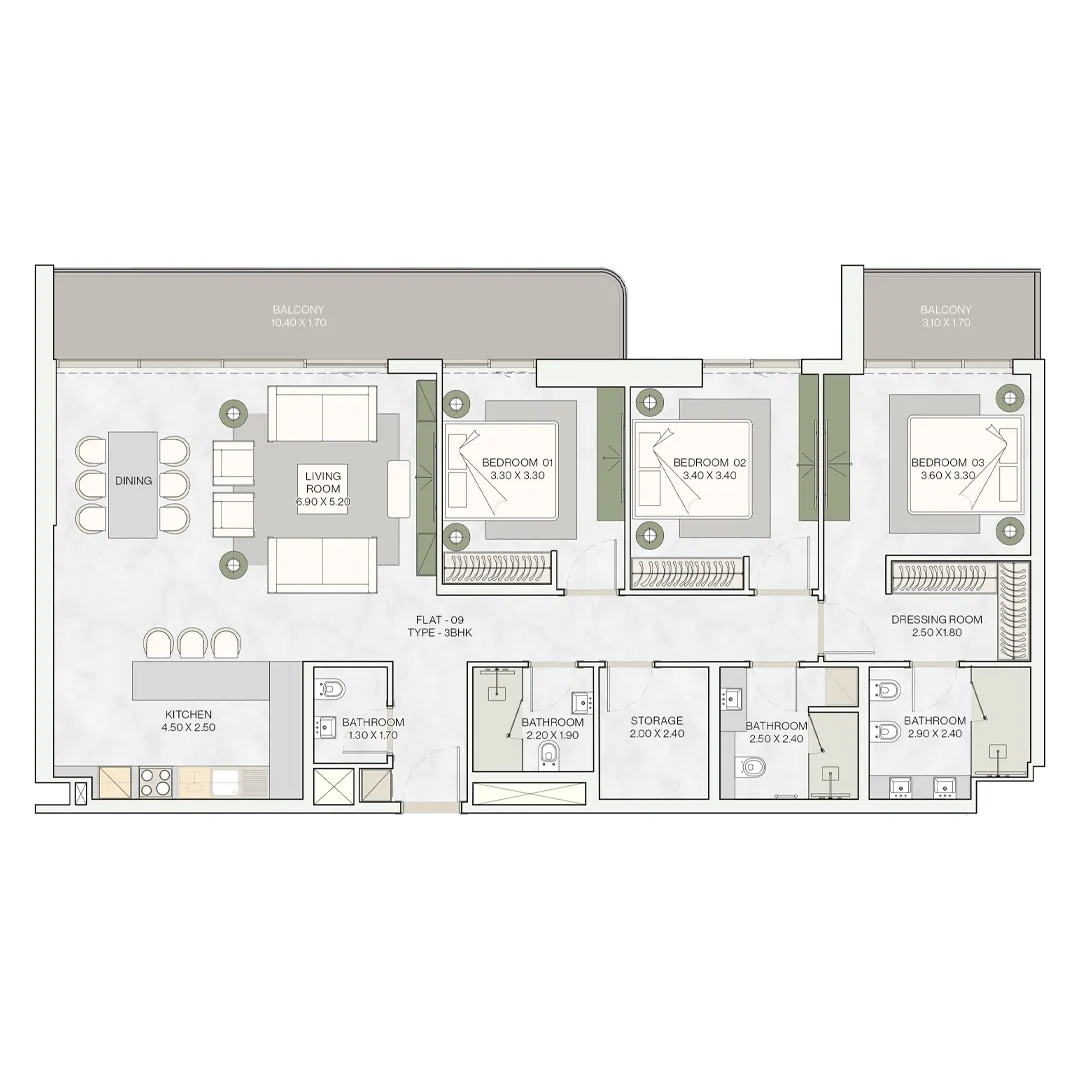 BALCONY
10.40 X 1.70
BALCONY
3.10 X 1.70
DINING
LIVING
ROOM
6.90 X 5.20
BEDROOM 01
3.30 X 3.30
BEDROOM 02
3.40 X 3.40
BEDROOM 03
3.60 X 3.30
FLAT - 09
TYPE - 3BHK
DRESSING ROOM
2.50 X1.80
KITCHEN
4.50 X 2.50
BATHROOM
1.30 X 1.70
BATHROOM
2.20 X 1.90
STORAGE
2.00 X 2.40
BATHROOM
2.50 X 2.40
BATHROOM
2.90 X 2.40